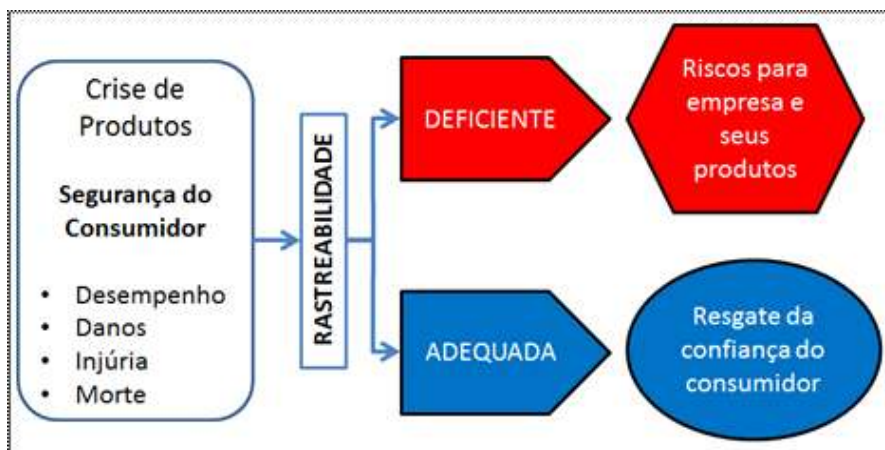 Crise de
Produtos
Segurança do
Consumidor
• Desempenho
• Danos
• Injúria
• Morte
RASTREABILIDADE
DEFICIENTE
Riscos para
empresa e
seus
produtos
ADEQUADA
Resgate da
confiança do
consumidor